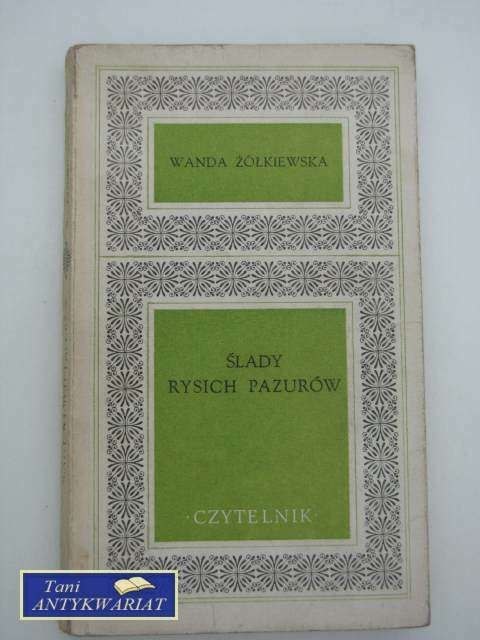 WANDA ŻÓŁKIEWSKA
ŚLADY
RYSICH PAZURÓW
·CZYTELNIK·
Tani
ANTYKWARIAT